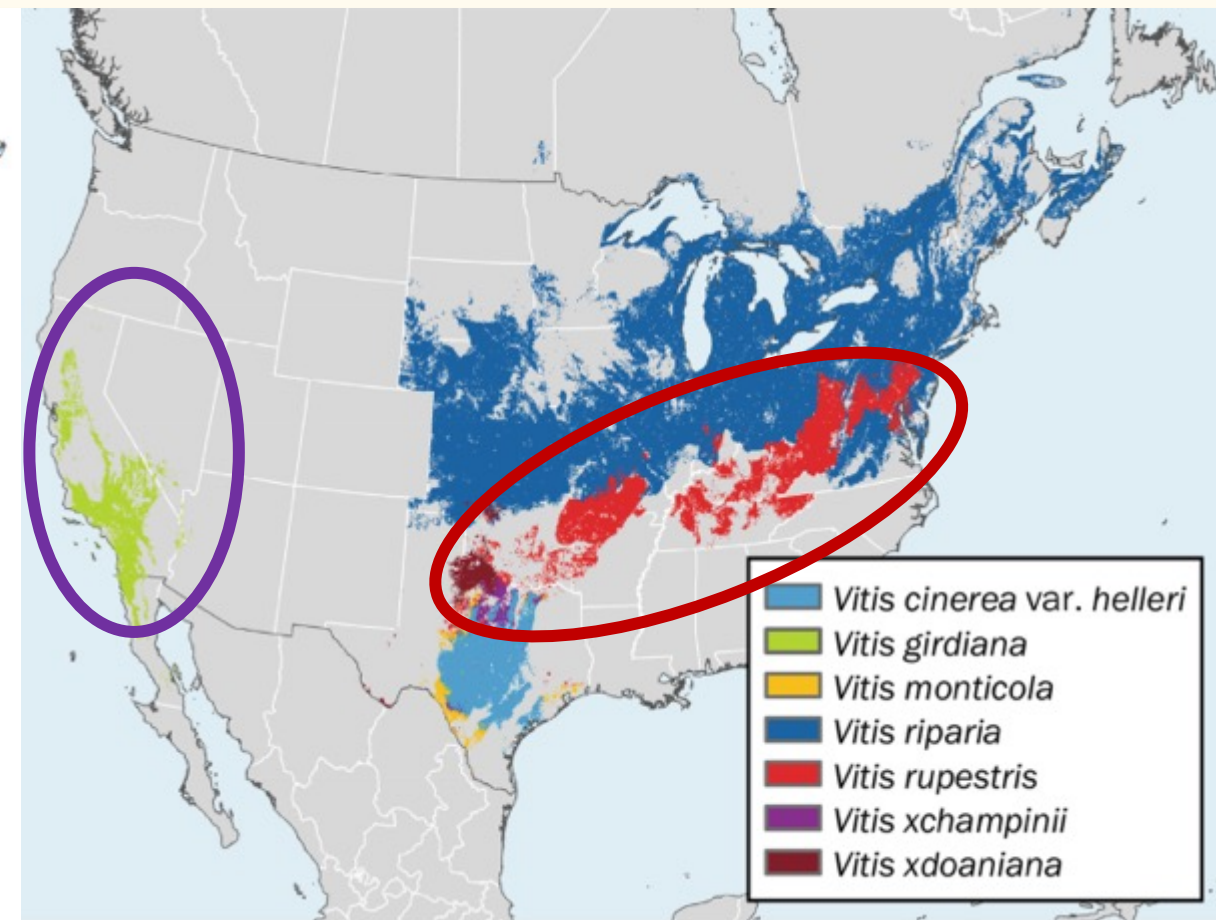 Vitis cinerea var. helleri
Vitis girdiana
Vitis monticola
Vitis riparia
Vitis rupestris
Vitis xchampinii
Vitis xdoaniana